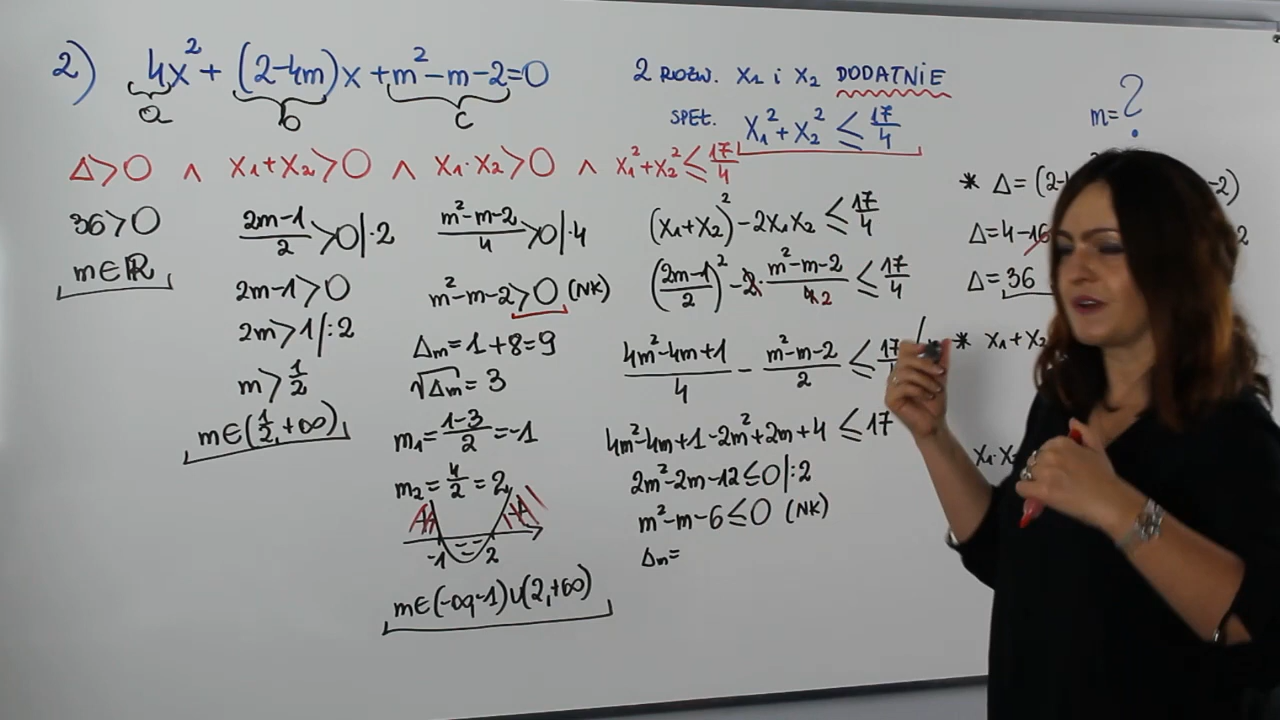 2) 4x² + (2-4m)x + m²-m-2=0
a b c
2 ROZW. X₁ i X₂ DODATNIE
SPEŁ. X₁²+X₂² ≤ 17/4
m=?
Δ>0 ∧ X₁+X₂>0 ∧ X₁·X₂>0 ∧ X₁²+X₂² ≤ 17/4
36>0
m∈ℝ
(2m-1)/2 >0 |·2
2m-1>0
2m>1 |:2
m>1/2
m∈(1/2,+∞)
(m²-m-2)/4 >0 |·4
m²-m-2>0 (NK)
Δₘ=1+8=9
√Δₘ = 3
m₁= (1-3)/2 =-1
m₂= 4/2 = 2
+ - - - +
-1 2
m∈(-∞,-1)∪(2,+∞)
(X₁+X₂)² -2X₁X₂ ≤ 17/4
((2m-1)/2)² - 2· (m²-m-2)/4 2 ≤ 17/4
(4m²-4m+1)/4 - (m²-m-2)/2 ≤ 17
4m²-4m+1-2m²+2m+4 ≤17
2m²-2m-12≤0 |:2
m²-m-6≤0 (NK)
Δₘ=
* Δ=(2- -2)
Δ=4-16 2
Δ=36
* X₁+X₂
X₁·X₂